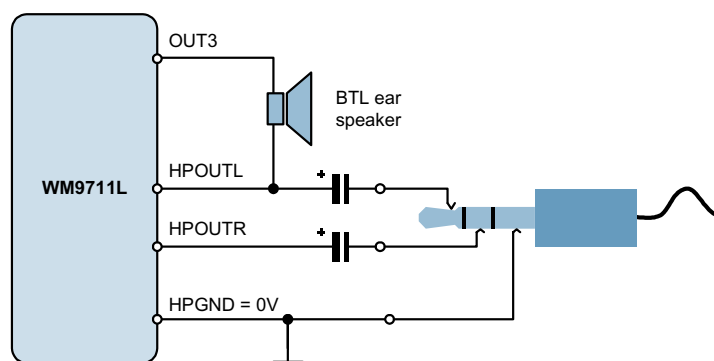 OUT3
BTL ear
speaker
HPOUTL
WM9711L
HPOUTR
HPGND = 0V